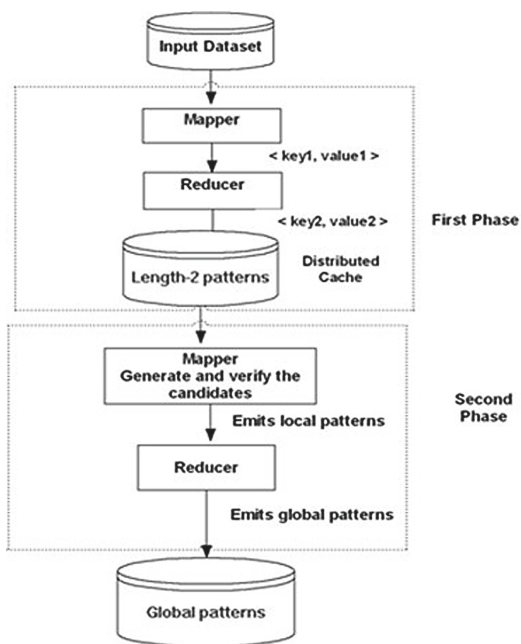 Input Dataset
Mapper
< key1, value1 >
Reducer
< key2, value2 >
First Phase
Distributed
Cache
Length-2 patterns
Mapper
Generate and verify the
candidates
Second
Phase
Emits local patterns
Reducer
Emits global patterns
Global patterns